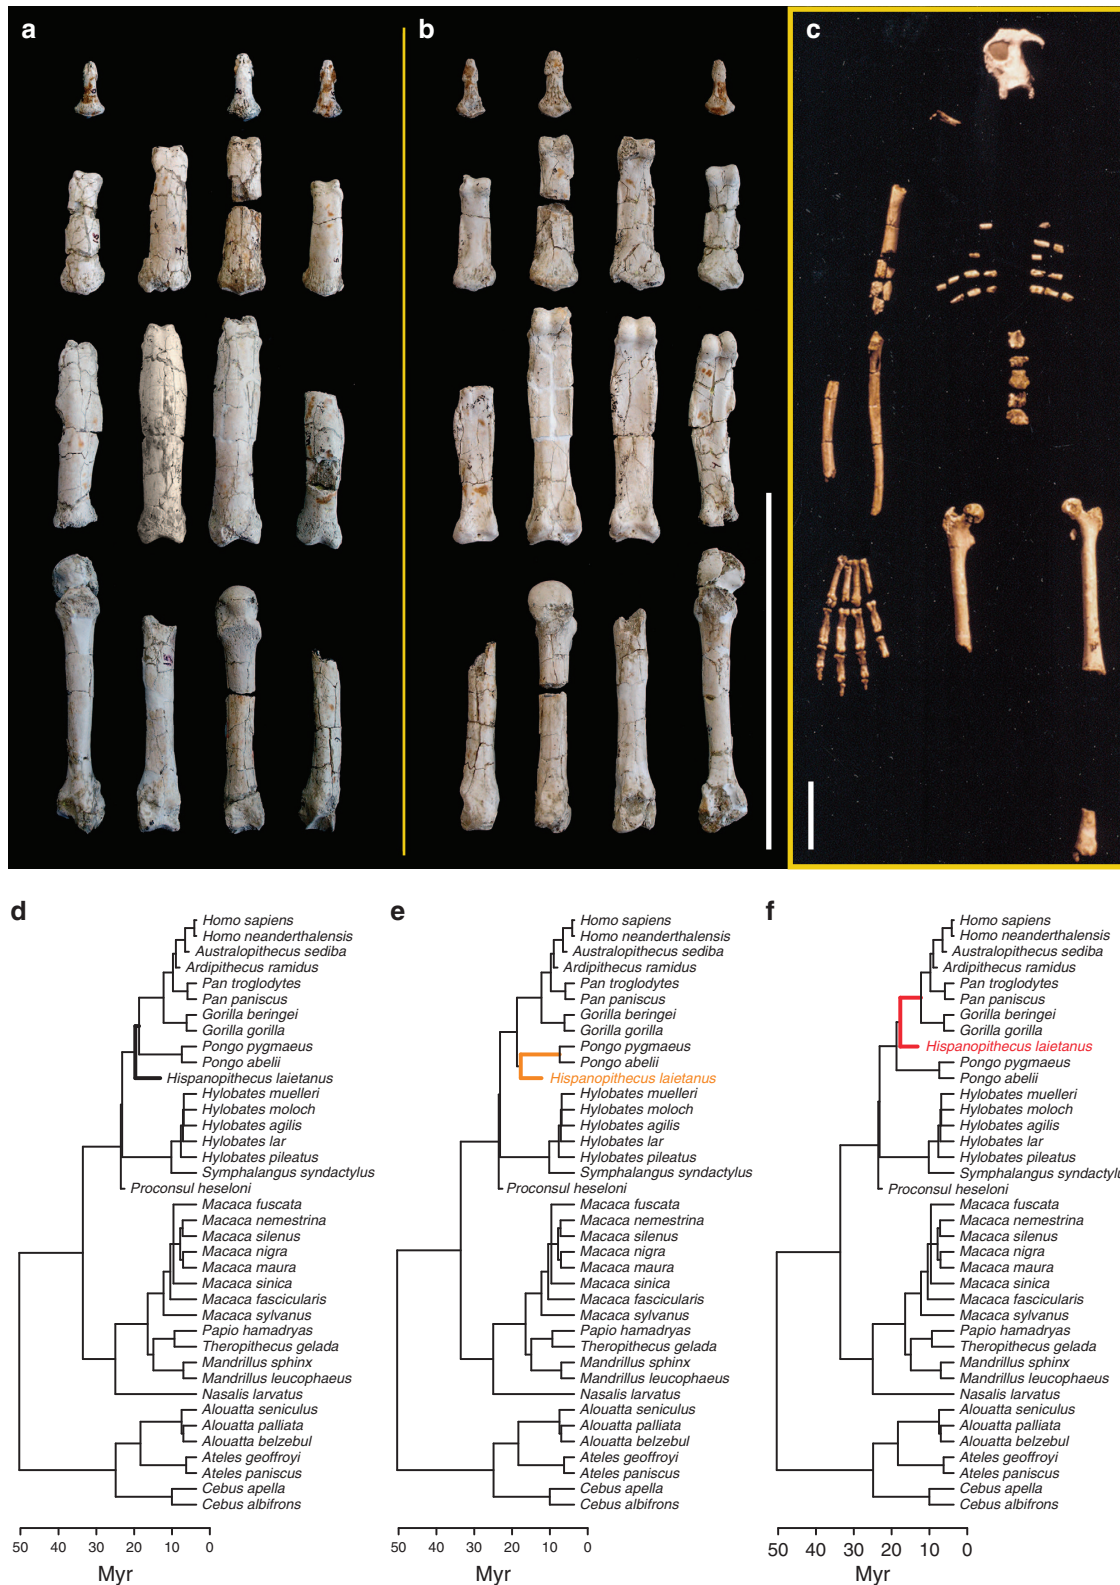 a
b
c
d
Homo sapiens
Homo neanderthalensis
Australopithecus sediba
Ardipithecus ramidus
Pan troglodytes
Pan paniscus
Gorilla beringei
Gorilla gorilla
Pongo pygmaeus
Pongo abelii
Hispanopithecus laietanus
Hylobates muelleri
Hylobates moloch
Hylobates agilis
Hylobates lar
Hylobates pileatus
Symphalangus syndactylus
Proconsul heseloni
Macaca fuscata
Macaca nemestrina
Macaca silenus
Macaca nigra
Macaca maura
Macaca sinica
Macaca fascicularis
Macaca sylvanus
Papio hamadryas
Theropithecus gelada
Mandrillus sphinx
Mandrillus leucophaeus
Nasalis larvatus
Alouatta seniculus
Alouatta palliata
Alouatta belzebul
Ateles geoffroyi
Ateles paniscus
Cebus apella
Cebus albifrons
50 40 30 20 10 0
Myr
e
Homo sapiens
Homo neanderthalensis
Australopithecus sediba
Ardipithecus ramidus
Pan troglodytes
Pan paniscus
Gorilla beringei
Gorilla gorilla
Pongo pygmaeus
Pongo abelii
Hispanopithecus laietanus
Hylobates muelleri
Hylobates moloch
Hylobates agilis
Hylobates lar
Hylobates pileatus
Symphalangus syndactylus
Proconsul heseloni
Macaca fuscata
Macaca nemestrina
Macaca silenus
Macaca nigra
Macaca maura
Macaca sinica
Macaca fascicularis
Macaca sylvanus
Papio hamadryas
Theropithecus gelada
Mandrillus sphinx
Mandrillus leucophaeus
Nasalis larvatus
Alouatta seniculus
Alouatta palliata
Alouatta belzebul
Ateles geoffroyi
Ateles paniscus
Cebus apella
Cebus albifrons
50 40 30 20 10 0
Myr
f
Homo sapiens
Homo neanderthalensis
Australopithecus sediba
Ardipithecus ramidus
Pan troglodytes
Pan paniscus
Gorilla beringei
Gorilla gorilla
Hispanopithecus laietanus
Pongo pygmaeus
Pongo abelii
Hylobates muelleri
Hylobates moloch
Hylobates agilis
Hylobates lar
Hylobates pileatus
Symphalangus syndactylu
Proconsul heseloni
Macaca fuscata
Macaca nemestrina
Macaca silenus
Macaca nigra
Macaca maura
Macaca sinica
Macaca fascicularis
Macaca sylvanus
Papio hamadryas
Theropithecus gelada
Mandrillus sphinx
Mandrillus leucophaeus
Nasalis larvatus
Alouatta seniculus
Alouatta palliata
Alouatta belzebul
Ateles geoffroyi
Ateles paniscus
Cebus apella
Cebus albifrons
50 40 30 20 10 0
Myr